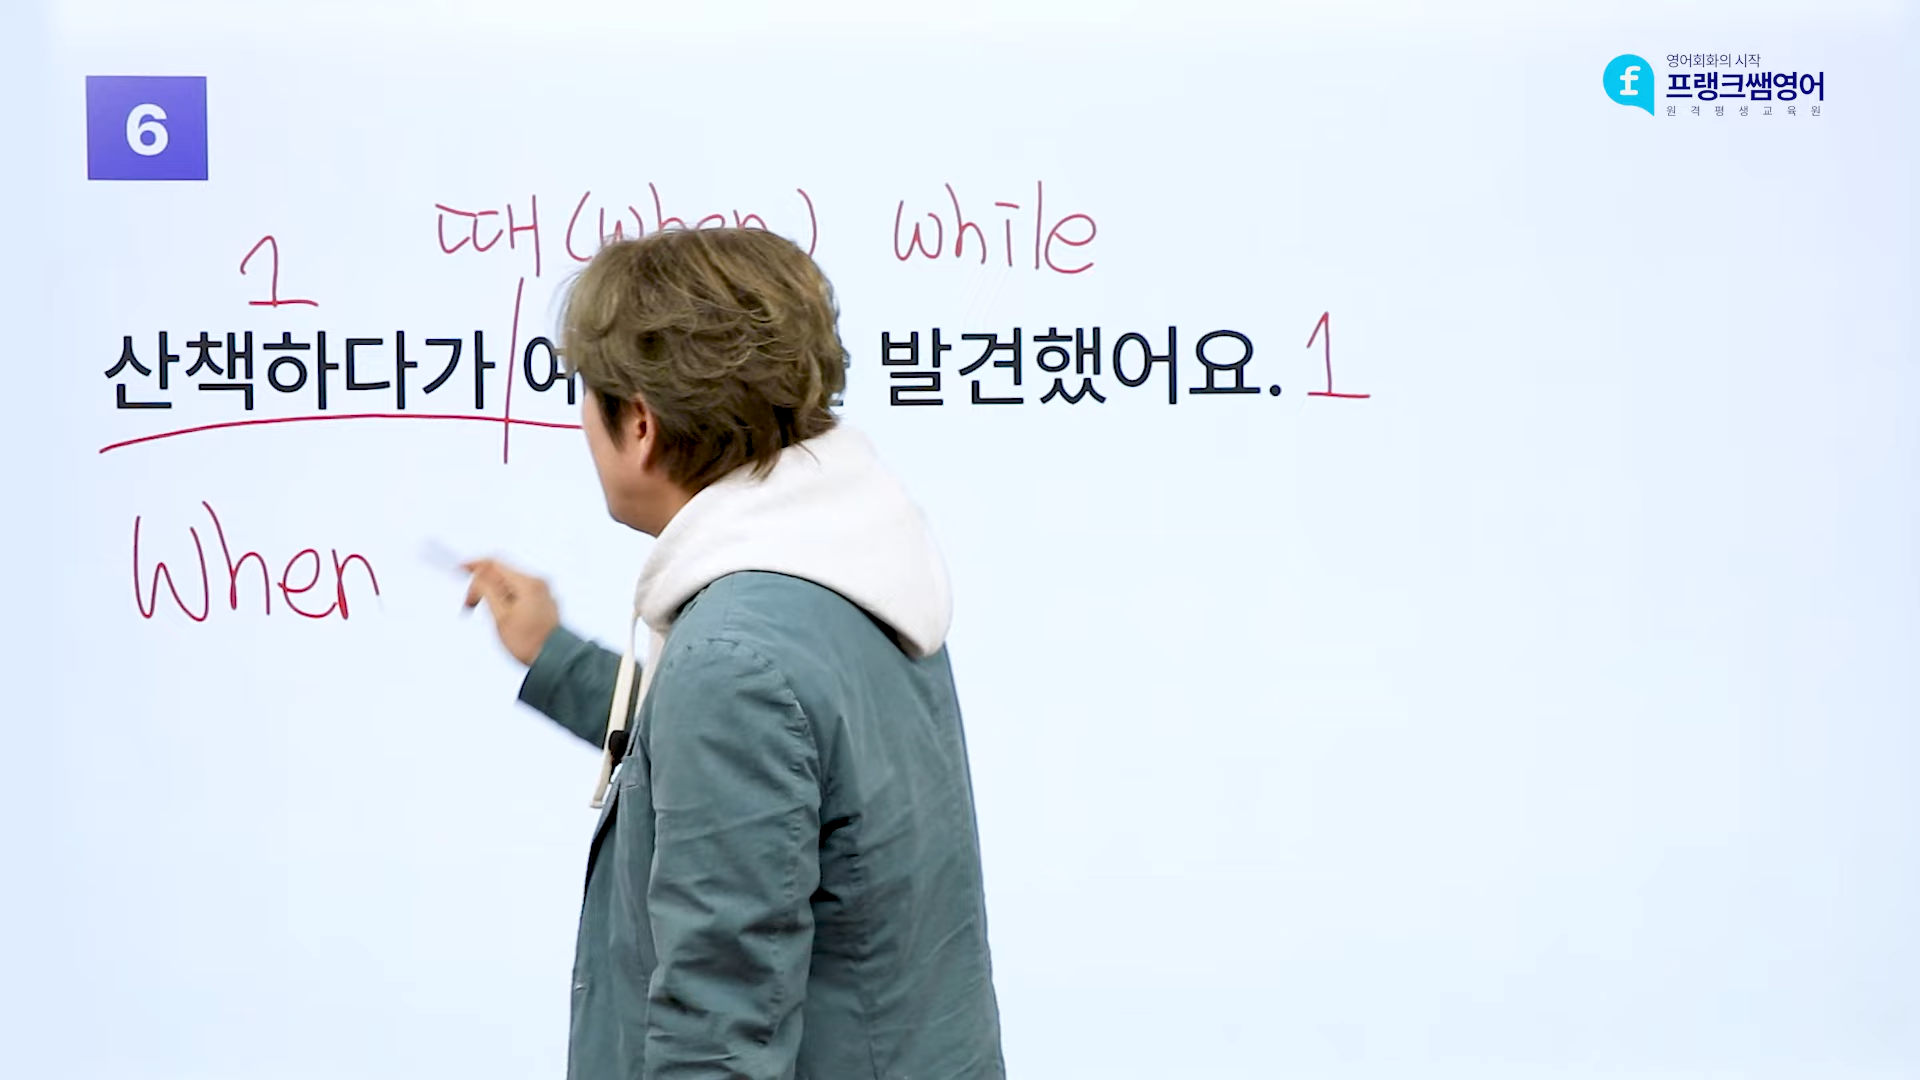 6
영어회화의 시작
프랭크쌤영어
원격평생교육원
1 때 (when) while
산책하다가 발견했어요. 1
When